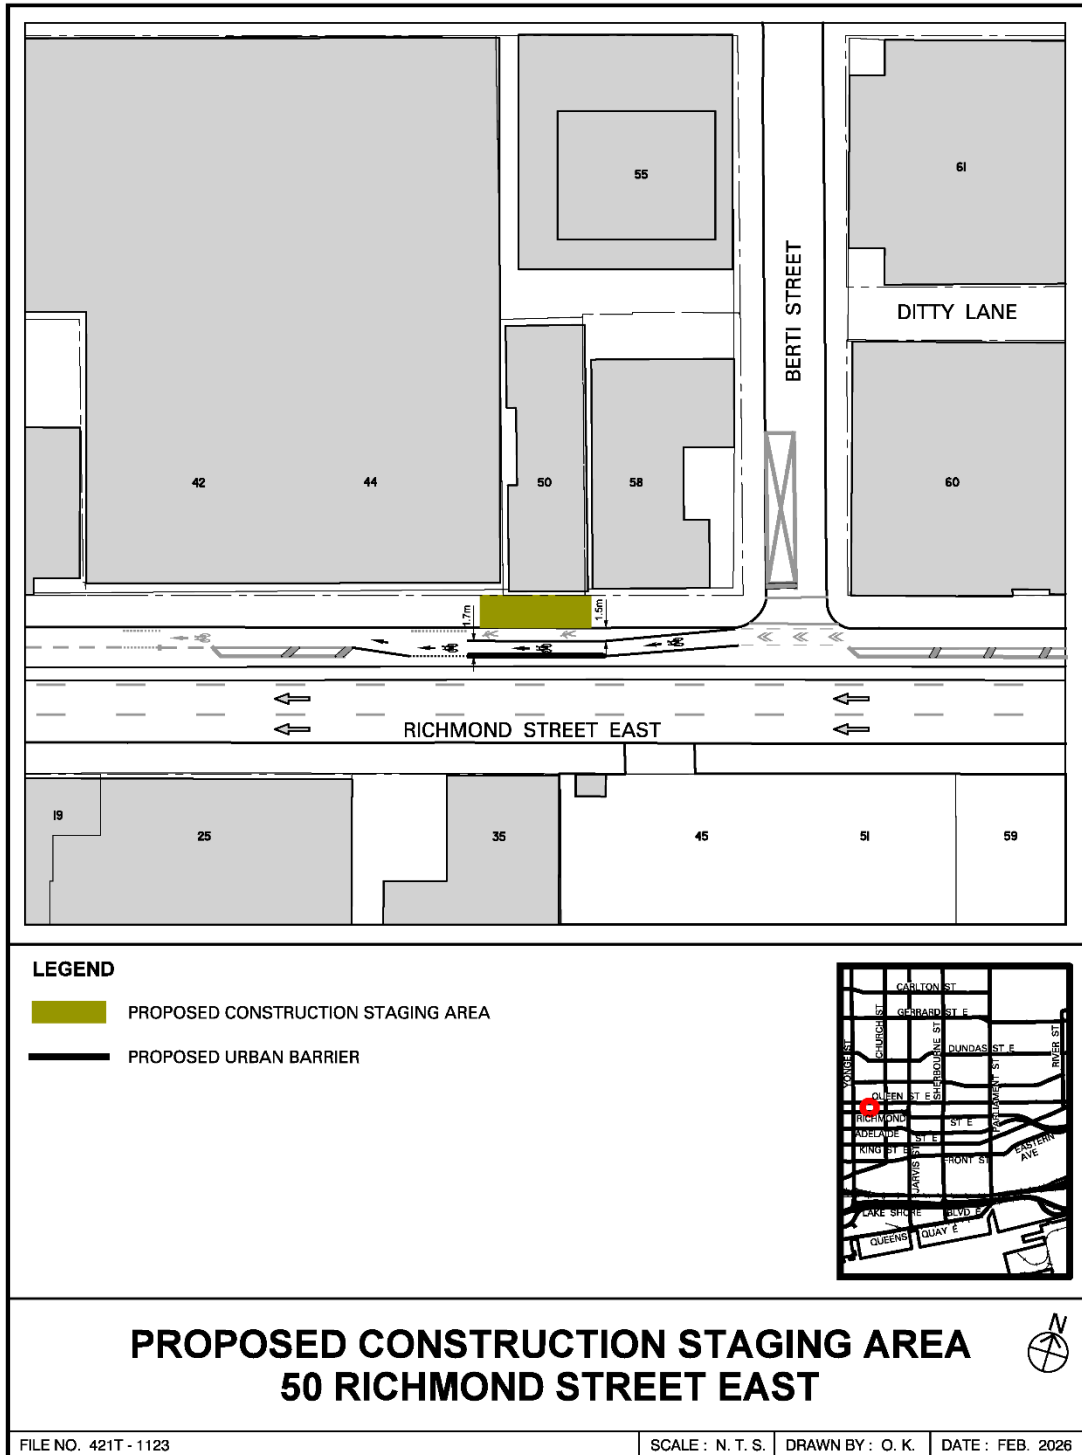 55
61
BERTI STREET
DITTY LANE
42
44
50
58
60
1.7m
1.5m
RICHMOND STREET EAST
19
25
35
45
51
59
LEGEND
PROPOSED CONSTRUCTION STAGING AREA
PROPOSED URBAN BARRIER
CARLTON ST
GERRARD ST E
DUNDAS ST E
YONGE ST
CHURCH ST
SHERBOURNE ST
PARLIAMENT ST
RIVER ST
QUEEN ST E
RICHMOND ST E
ADELAIDE ST E
KING ST E
JARVIS ST
FRONT ST
EASTERN AVE
LAKE SHORE BLVD E
QUEENS QUAY E
N
PROPOSED CONSTRUCTION STAGING AREA
50 RICHMOND STREET EAST
FILE NO. 421T - 1123
SCALE : N. T. S.
DRAWN BY : O. K.
DATE : FEB. 2026